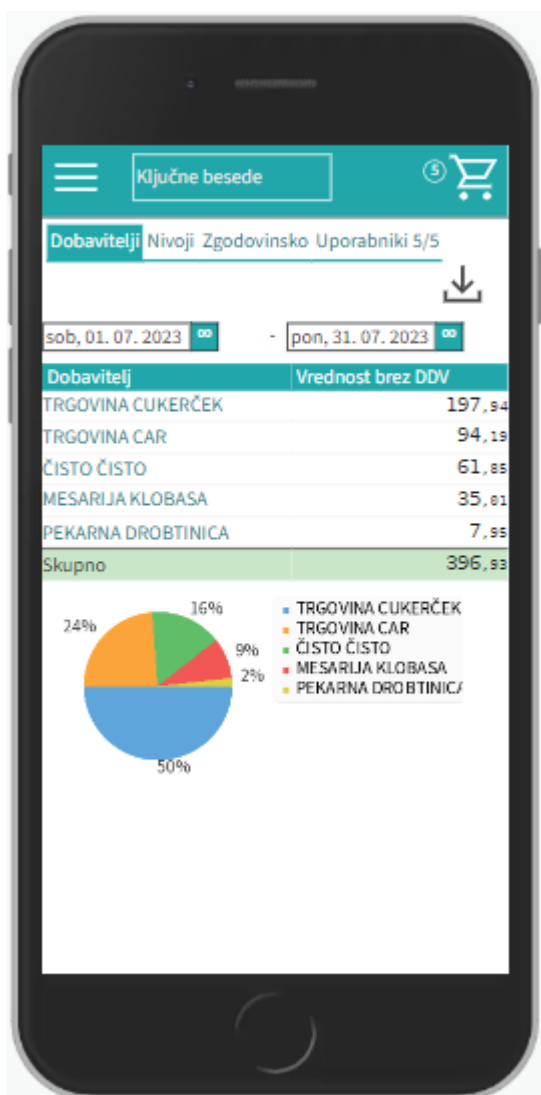 Ključne besede
5
Dobavitelji Nivoji Zgodovinsko Uporabniki 5/5
sob, 01. 07. 2023 - pon, 31. 07. 2023
Dobavitelj Vrednost brez DDV
TRGOVINA CUKERČEK 197,94
TRGOVINA CAR 94,19
ČISTO ČISTO 61,85
MESARIJA KLOBASA 35,01
PEKARNA DROBTINICA 7,95
Skupno 396,93
16%
24%
9%
2%
50%
TRGOVINA CUKERČEK
TRGOVINA CAR
ČISTO ČISTO
MESARIJA KLOBASA
PEKARNA DROBTINICA